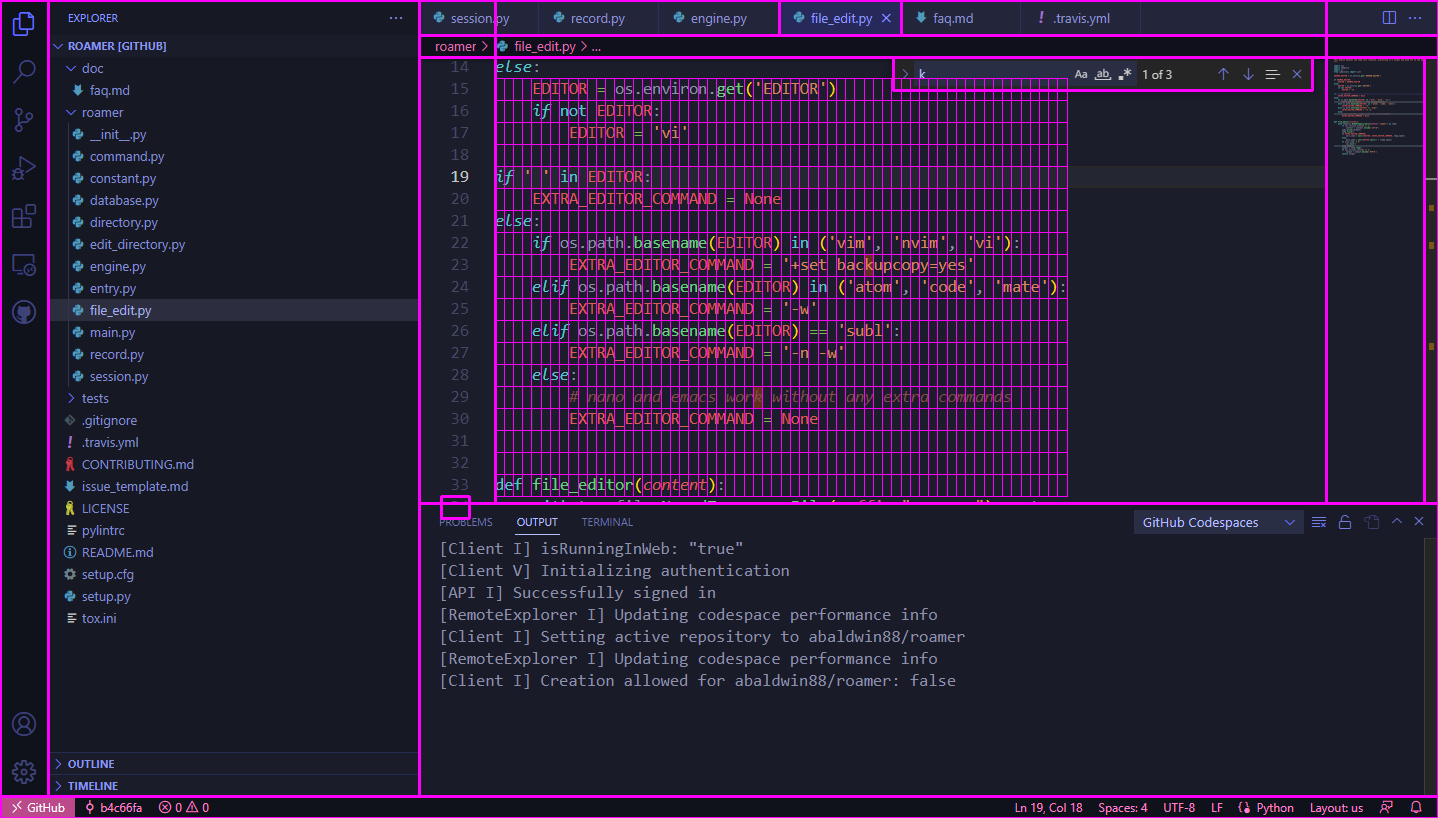 EXPLORER
ROAMER [GITHUB]
doc
faq.md
roamer
__init__.py
command.py
constant.py
database.py
directory.py
edit_directory.py
engine.py
entry.py
file_edit.py
main.py
record.py
session.py
tests
.gitignore
.travis.yml
CONTRIBUTING.md
issue_template.md
LICENSE
pylintrc
README.md
setup.cfg
setup.py
tox.ini
OUTLINE
TIMELINE
session.py record.py engine.py file_edit.py faq.md .travis.yml
roamer > file_edit.py > ...
k Aa ab .* 1 of 3
14 else:
15 EDITOR = os.environ.get('EDITOR')
16 if not EDITOR:
17 EDITOR = 'vi'
18
19 if ' ' in EDITOR:
20 EXTRA_EDITOR_COMMAND = None
21 else:
22 if os.path.basename(EDITOR) in ('vim', 'nvim', 'vi'):
23 EXTRA_EDITOR_COMMAND = '+set backupcopy=yes'
24 elif os.path.basename(EDITOR) in ('atom', 'code', 'mate'):
25 EXTRA_EDITOR_COMMAND = '-w'
26 elif os.path.basename(EDITOR) == 'subl':
27 EXTRA_EDITOR_COMMAND = '-n -w'
28 else:
29 # nano and emacs work without any extra commands
30 EXTRA_EDITOR_COMMAND = None
31
32
33 def file_editor(content):
PROBLEMS OUTPUT TERMINAL GitHub Codespaces
[Client I] isRunningInWeb: "true"
[Client V] Initializing authentication
[API I] Successfully signed in
[RemoteExplorer I] Updating codespace performance info
[Client I] Setting active repository to abaldwin88/roamer
[RemoteExplorer I] Updating codespace performance info
[Client I] Creation allowed for abaldwin88/roamer: false
GitHub b4c66fa 0 0 Ln 19, Col 18 Spaces: 4 UTF-8 LF Python Layout: us